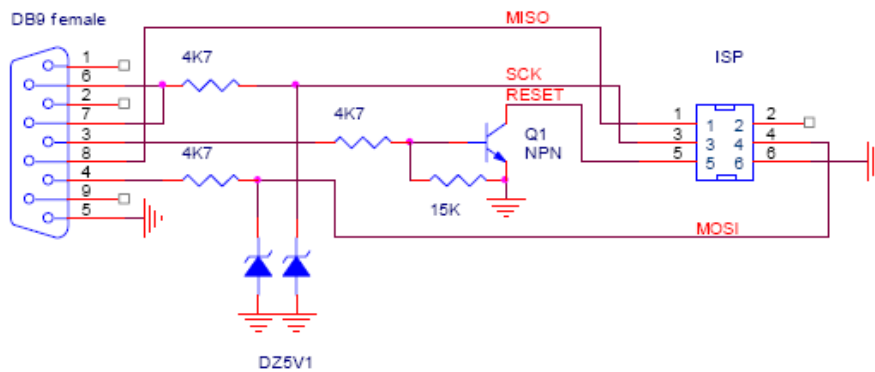 DB9 female
MISO
1
4K7
ISP
6
SCK
2
RESET
7
4K7
Q1
NPN
1
1 2
2
3
3 4
4
5
5 6
6
3
8
4K7
4
9
15K
5
MOSI
DZ5V1